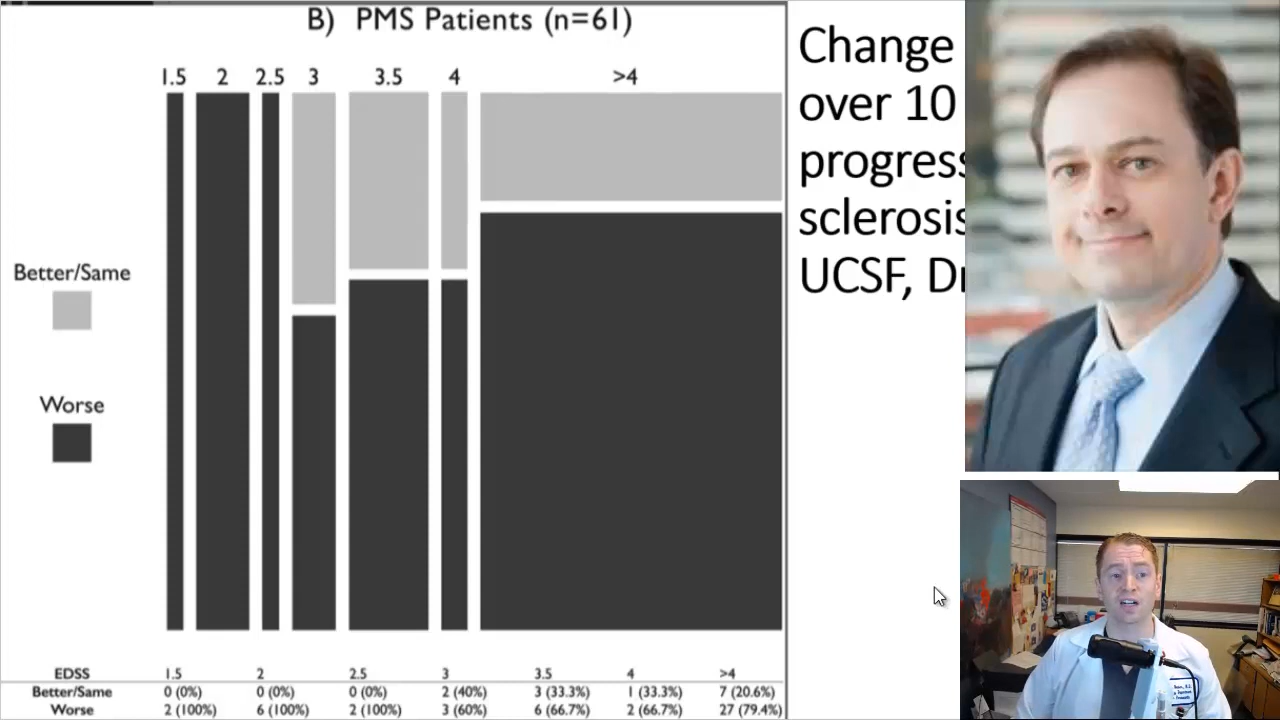 B) PMS Patients (n=61)
1.5 2 2.5 3 3.5 4 >4
Better/Same
Worse
EDSS 1.5 2 2.5 3 3.5 4 >4
Better/Same 0 (0%) 0 (0%) 0 (0%) 2 (40%) 3 (33.3%) 1 (33.3%) 7 (20.6%)
Worse 2 (100%) 6 (100%) 2 (100%) 3 (60%) 6 (66.7%) 2 (66.7%) 27 (79.4%)
Change
over 10
progress
sclerosis
UCSF, Dr